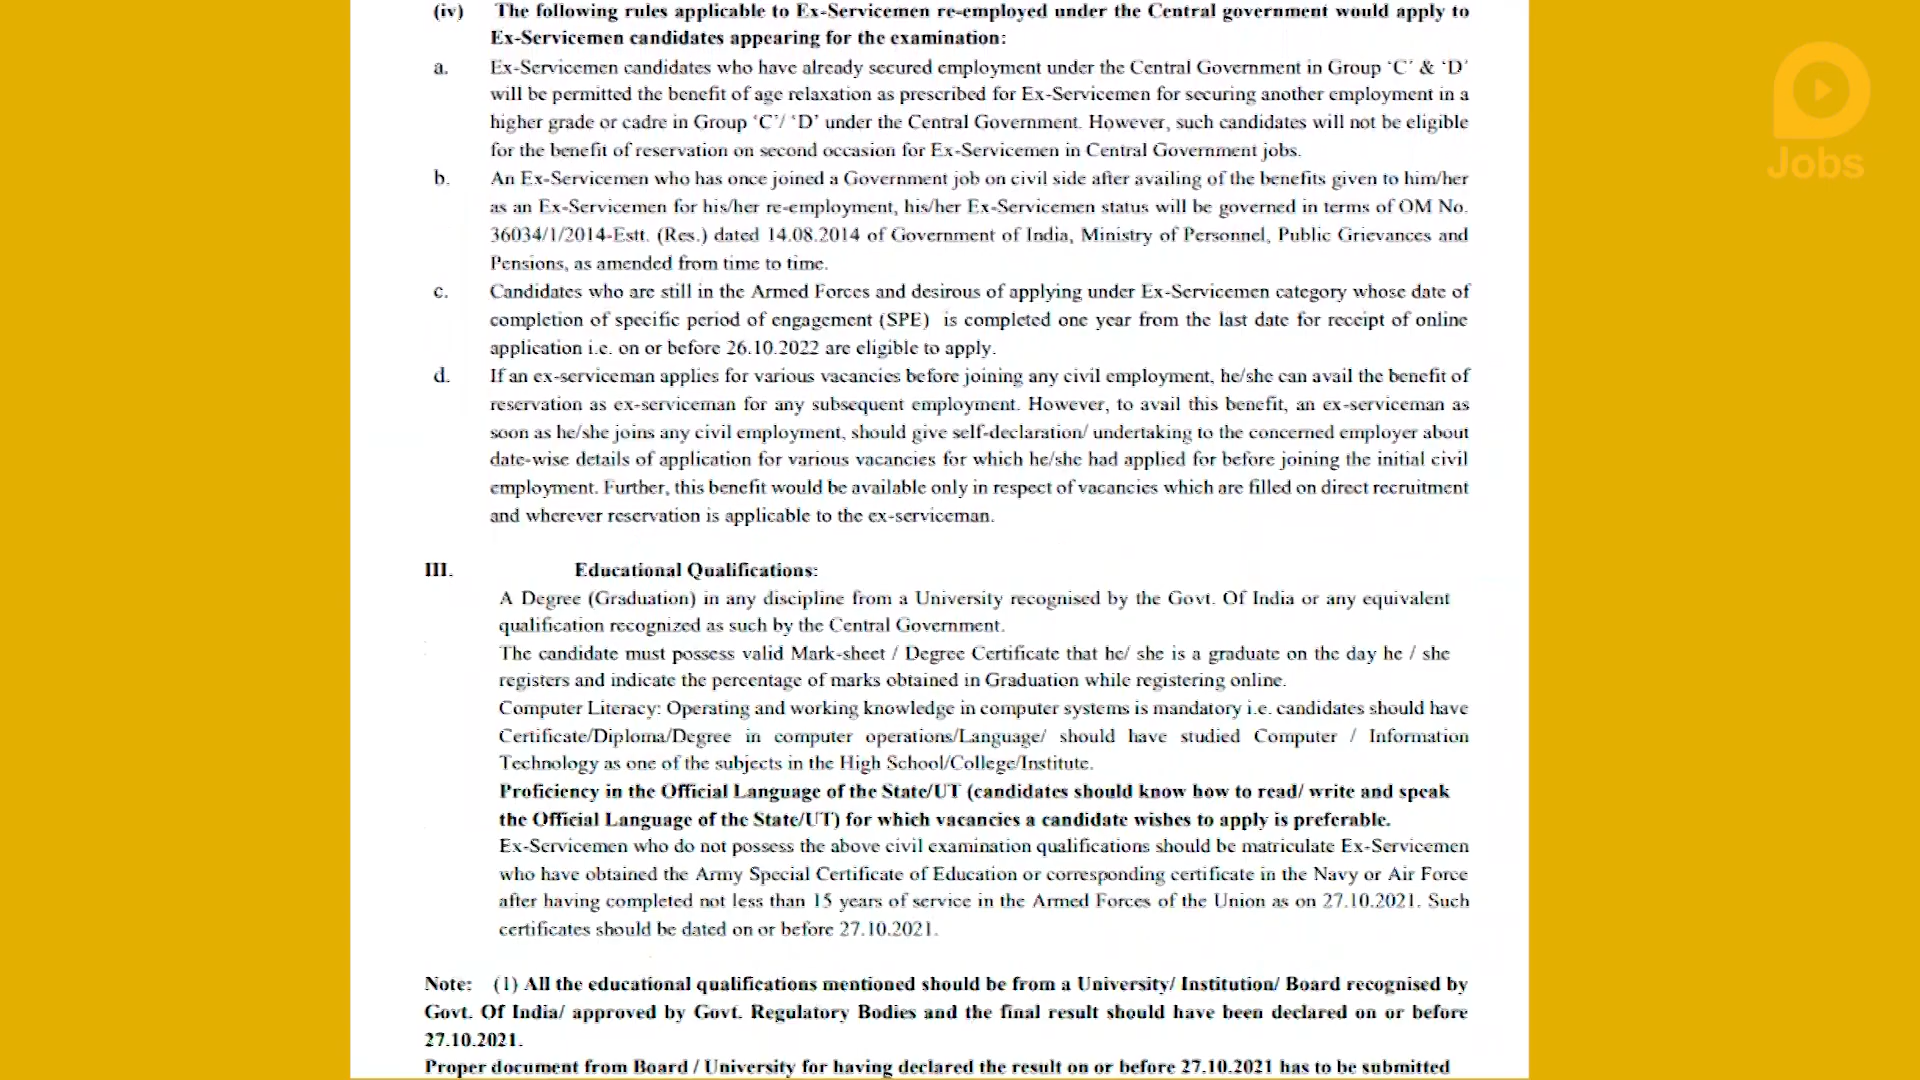 (iv) The following rules applicable to Ex-Servicemen re-employed under the Central government would apply to
Ex-Servicemen candidates appearing for the examination:
a. Ex-Servicemen candidates who have already secured employment under the Central Government in Group ‘C’ & ‘D’
will be permitted the benefit of age relaxation as prescribed for Ex-Servicemen for securing another employment in a
higher grade or cadre in Group ‘C’/ ‘D’ under the Central Government. However, such candidates will not be eligible
for the benefit of reservation on second occasion for Ex-Servicemen in Central Government jobs.
b. An Ex-Servicemen who has once joined a Government job on civil side after availing of the benefits given to him/her
as an Ex-Servicemen for his/her re-employment, his/her Ex-Servicemen status will be governed in terms of OM No.
36034/1/2014-Estt. (Res.) dated 14.08.2014 of Government of India, Ministry of Personnel, Public Grievances and
Pensions, as amended from time to time.
c. Candidates who are still in the Armed Forces and desirous of applying under Ex-Servicemen category whose date of
completion of specific period of engagement (SPE) is completed one year from the last date for receipt of online
application i.e. on or before 26.10.2022 are eligible to apply.
d. If an ex-serviceman applies for various vacancies before joining any civil employment, he/she can avail the benefit of
reservation as ex-serviceman for any subsequent employment. However, to avail this benefit, an ex-serviceman as
soon as he/she joins any civil employment, should give self-declaration/ undertaking to the concerned employer about
date-wise details of application for various vacancies for which he/she had applied for before joining the initial civil
employment. Further, this benefit would be available only in respect of vacancies which are filled on direct recruitment
and wherever reservation is applicable to the ex-serviceman.
III. Educational Qualifications:
A Degree (Graduation) in any discipline from a University recognised by the Govt. Of India or any equivalent
qualification recognized as such by the Central Government.
The candidate must possess valid Mark-sheet / Degree Certificate that he/ she is a graduate on the day he / she
registers and indicate the percentage of marks obtained in Graduation while registering online.
Computer Literacy: Operating and working knowledge in computer systems is mandatory i.e. candidates should have
Certificate/Diploma/Degree in computer operations/Language/ should have studied Computer / Information
Technology as one of the subjects in the High School/College/Institute.
Proficiency in the Official Language of the State/UT (candidates should know how to read/ write and speak
the Official Language of the State/UT) for which vacancies a candidate wishes to apply is preferable.
Ex-Servicemen who do not possess the above civil examination qualifications should be matriculate Ex-Servicemen
who have obtained the Army Special Certificate of Education or corresponding certificate in the Navy or Air Force
after having completed not less than 15 years of service in the Armed Forces of the Union as on 27.10.2021. Such
certificates should be dated on or before 27.10.2021.
Note: (1) All the educational qualifications mentioned should be from a University/ Institution/ Board recognised by
Govt. Of India/ approved by Govt. Regulatory Bodies and the final result should have been declared on or before
27.10.2021.
Proper document from Board / University for having declared the result on or before 27.10.2021 has to be submitted
Jobs